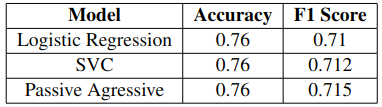 Model Accuracy F1 Score
Logistic Regression 0.76 0.71
SVC 0.76 0.712
Passive Agressive 0.76 0.715